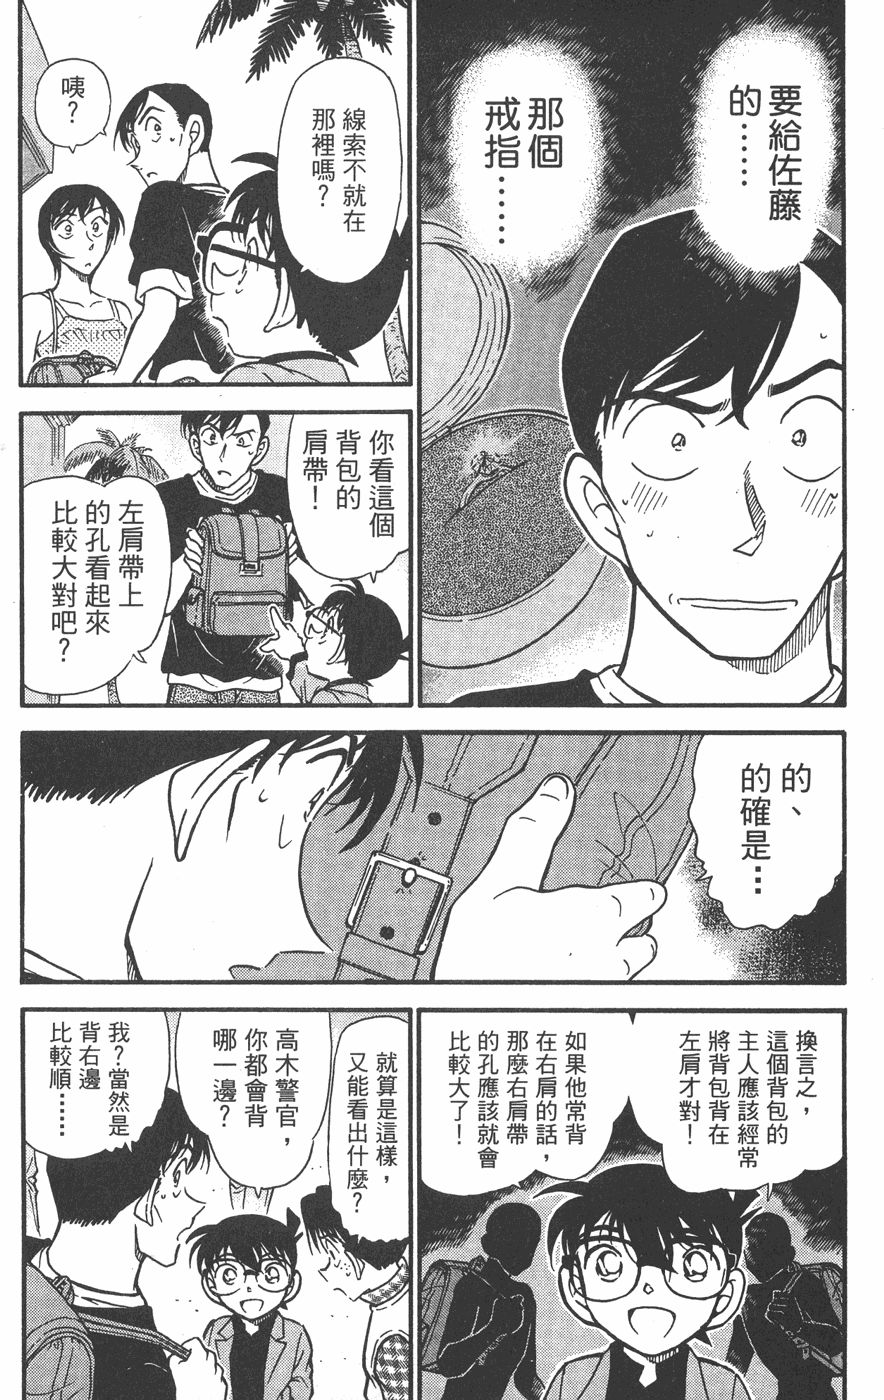 要給佐藤
的……
那個
戒指……
線索不就在
那裡嗎？
咦？
你看這個
背包的
肩帶！
左肩帶上
的孔看起來
比較大對吧？
的、
的確是…
換言之，
這個背包的
主人應該經常
將背包背在
左肩才對！
如果他常背
在右肩的話，
那麼右肩帶
的孔應該就會
比較大了！
就算是這樣，
又能看出什麼？
高木警官，
你都會背
哪一邊？
我？當然是
背右邊
比較順……